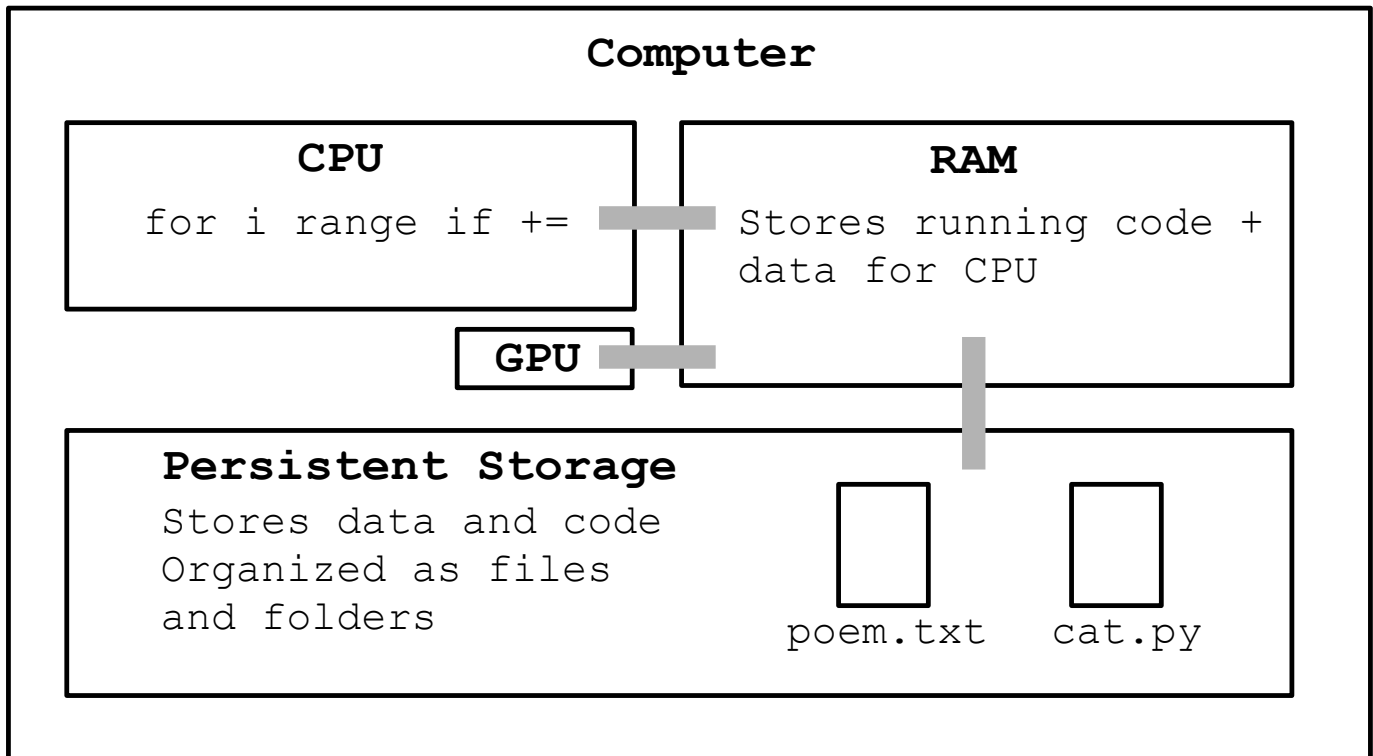 Computer
CPU
for i range if +=
RAM
Stores running code +
data for CPU
GPU
Persistent Storage
Stores data and code
Organized as files
and folders
poem.txt
cat.py